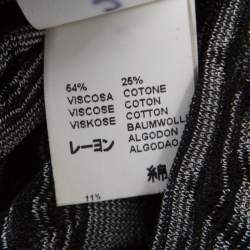 64% 25%
VISCOSA COTONE
VISCOSE COTON
VISKOSE COTTON
レーヨン BAUMWOLLE
ALGODON
ALGODAO
綿
11%